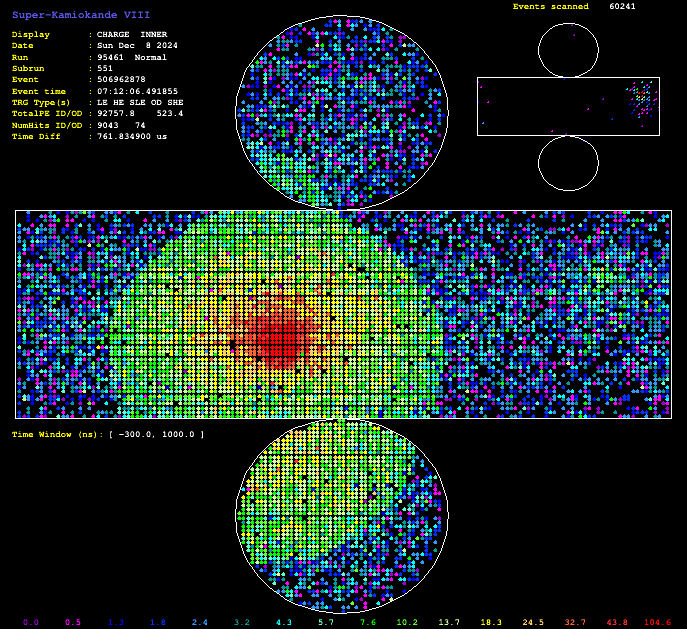 Super-Kamiokande VIII
Events scanned 60241
Display : CHARGE INNER
Date : Sun Dec 8 2024
Run : 95461 Normal
Subrun : 551
Event : 506962878
Event time : 07:12:06.491855
TRG Type(s) : LE HE SLE OD SHE
TotalPE ID/OD : 92757.8 523.4
NumHits ID/OD : 9043 74
Time Diff : 761.834900 us
Time Window (ns): [ -300.0, 1000.0 ]
0.0 0.5 1.3 1.8 2.4 3.2 4.3 5.7 7.6 10.2 13.7 18.3 24.5 32.7 43.8 104.6